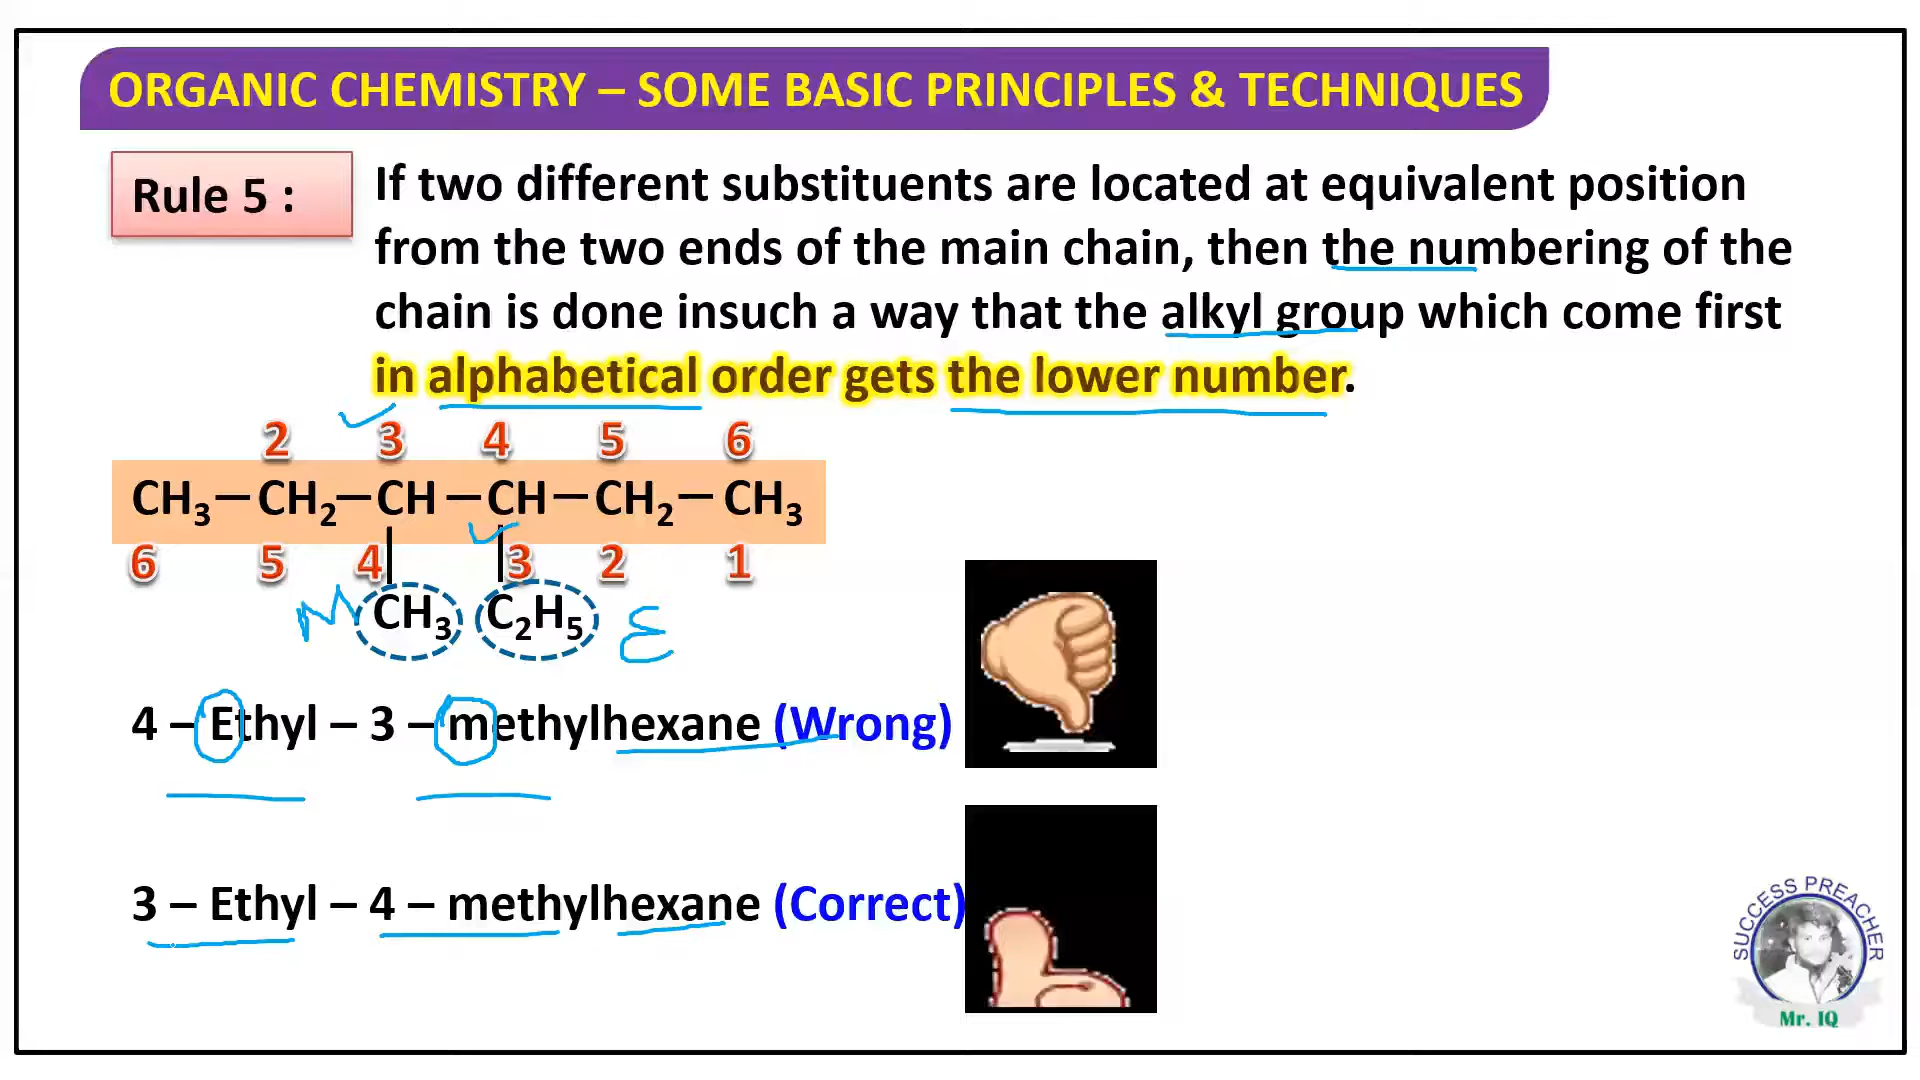 ORGANIC CHEMISTRY – SOME BASIC PRINCIPLES & TECHNIQUES
Rule 5 :
If two different substituents are located at equivalent position
from the two ends of the main chain, then the numbering of the
chain is done insuch a way that the alkyl group which come first
in alphabetical order gets the lower number.
2 3 4 5 6
CH₃ – CH₂ – CH – CH – CH₂ – CH₃
6 5 4 3 2 1
M CH₃ C₂H₅ E
4 – Ethyl – 3 – methylhexane (Wrong)
3 – Ethyl – 4 – methylhexane (Correct)
SUCCESS PREACHER
Mr. IQ